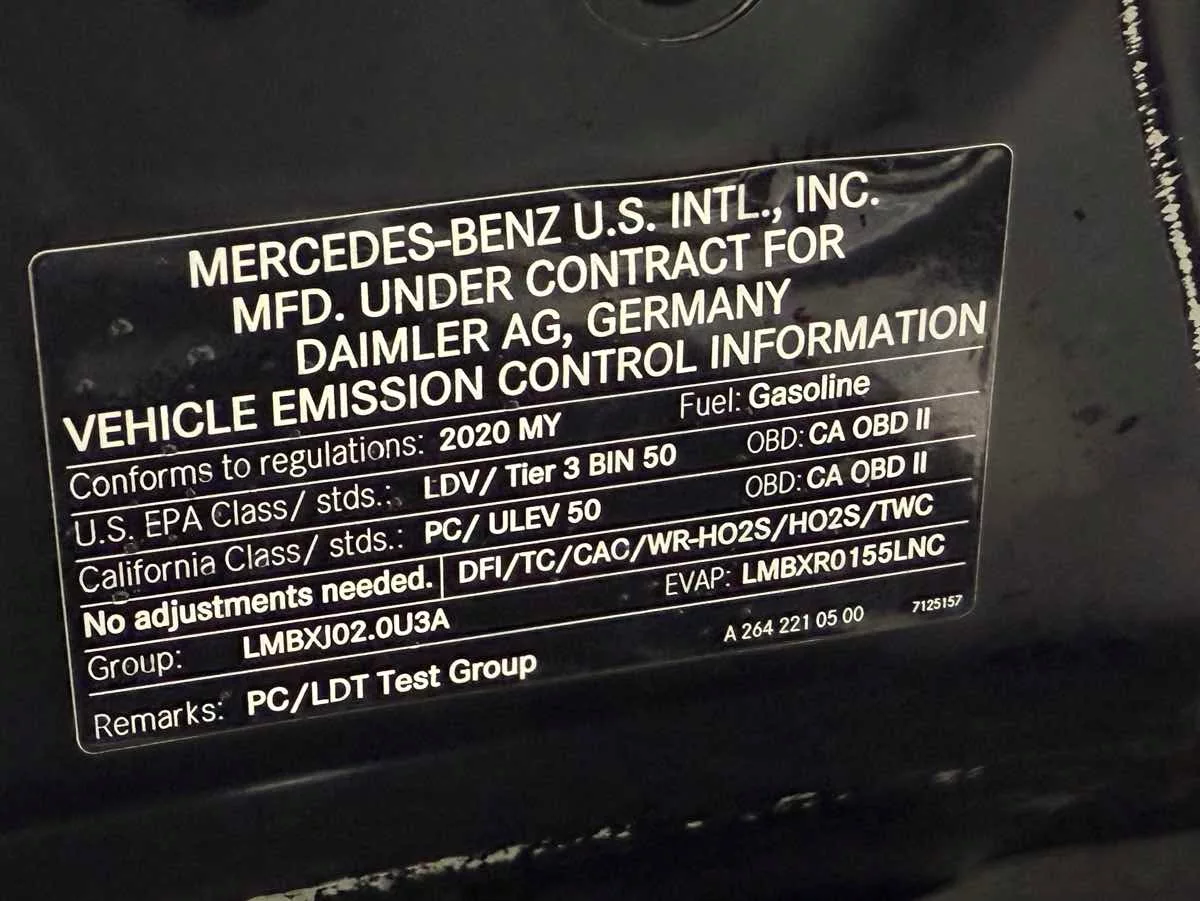 MERCEDES-BENZ U.S. INTL., INC.
MFD. UNDER CONTRACT FOR
DAIMLER AG, GERMANY
VEHICLE EMISSION CONTROL INFORMATION
Conforms to regulations: 2020 MY Fuel: Gasoline
U.S. EPA Class/ stds.: LDV/ Tier 3 BIN 50 OBD: CA OBD II
California Class/ stds.: PC/ ULEV 50 OBD: CA OBD II
No adjustments needed. DFI/TC/CAC/WR-HO2S/HO2S/TWC
Group: LMBXJ02.0U3A EVAP: LMBXR0155LNC
Remarks: PC/LDT Test Group A 264 221 05 00 7125157